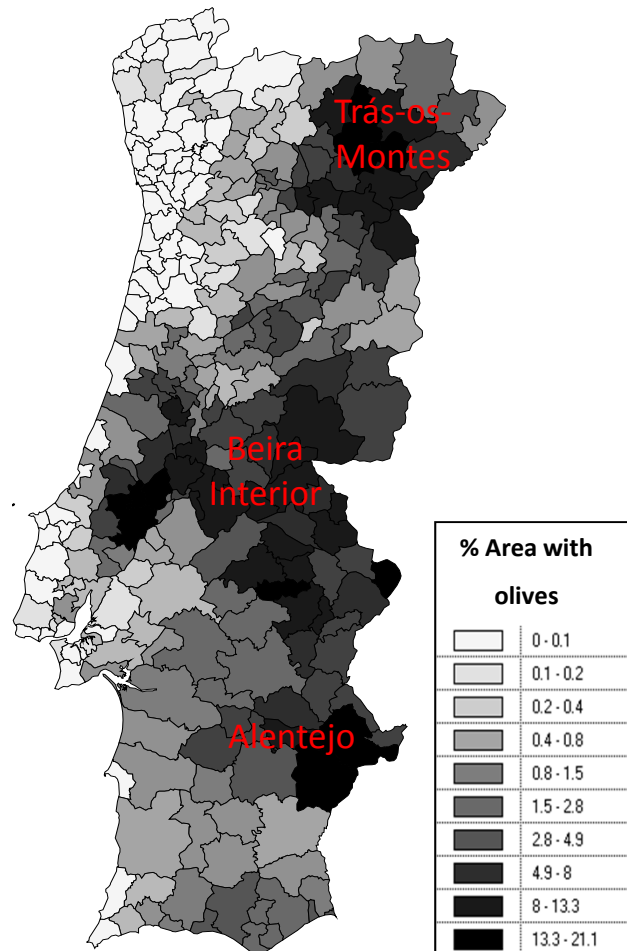 Trás-os-
Montes
Beira
Interior
Alentejo
% Area with
olives
0 - 0.1
0.1 - 0.2
0.2 - 0.4
0.4 - 0.8
0.8 - 1.5
1.5 - 2.8
2.8 - 4.9
4.9 - 8
8 - 13.3
13.3 - 21.1